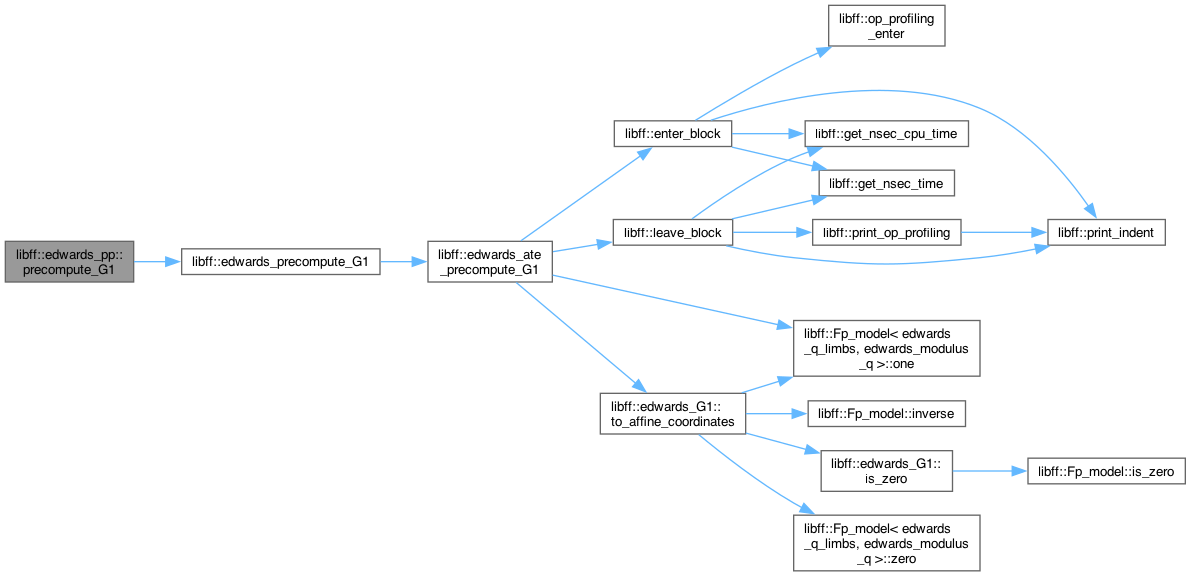 libff::edwards_pp::
precompute_G1
libff::edwards_precompute_G1
libff::edwards_ate
_precompute_G1
libff::enter_block
libff::leave_block
libff::edwards_G1::
to_affine_coordinates
libff::op_profiling
_enter
libff::get_nsec_cpu_time
libff::get_nsec_time
libff::print_op_profiling
libff::print_indent
libff::Fp_model< edwards
_q_limbs, edwards_modulus
_q >::one
libff::Fp_model::inverse
libff::edwards_G1::
is_zero
libff::Fp_model::is_zero
libff::Fp_model< edwards
_q_limbs, edwards_modulus
_q >::zero